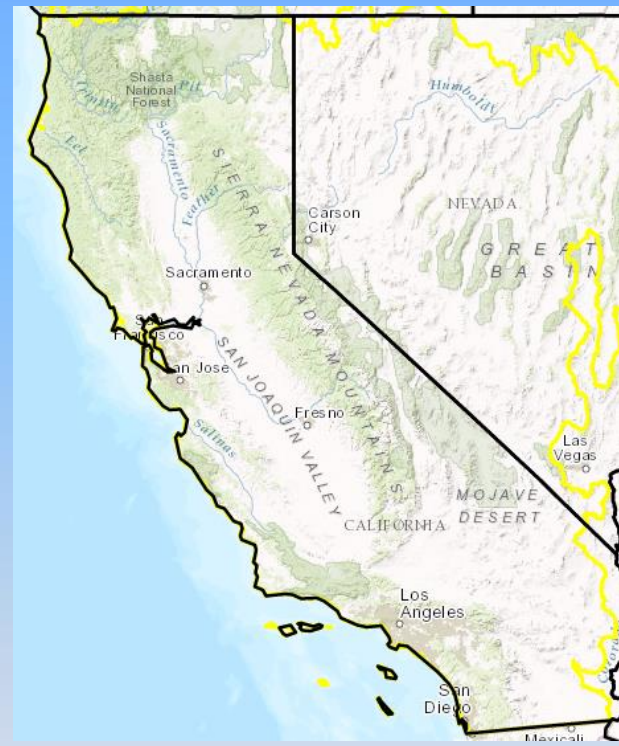 Shasta
National
Forest
Pit
Trinity
Eel
Sacramento
Feather
Humboldt
SIERRA NEVADA MOUNTAINS
Carson
City
NEVADA
GREAT
BASIN
Sacramento
San
Francisco
San Jose
SAN JOAQUIN VALLEY
Fresno
Salinas
Las
Vegas
MOJAVE
DESERT
CALIFORNIA
Los
Angeles
San
Diego
Mexicali